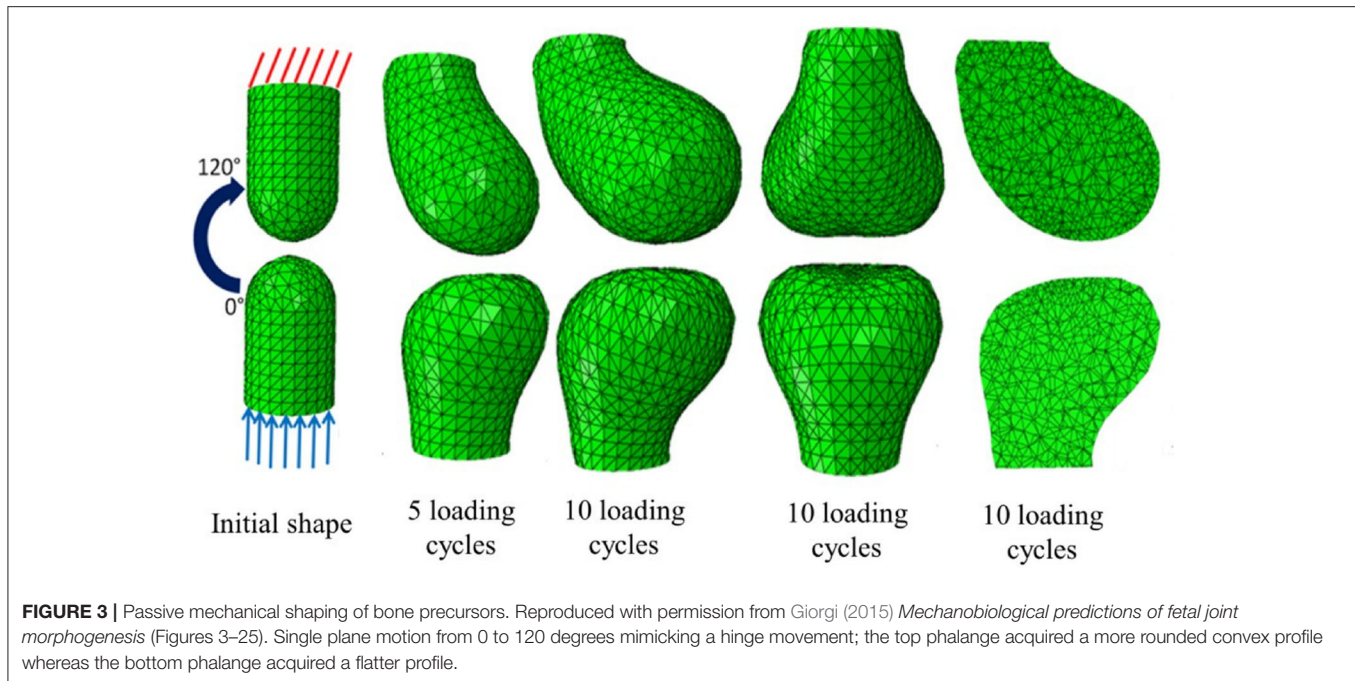 120°
0°
Initial shape
5 loading
cycles
10 loading
cycles
10 loading
cycles
10 loading
cycles
FIGURE 3 | Passive mechanical shaping of bone precursors. Reproduced with permission from Giorgi (2015) Mechanobiological predictions of fetal joint
morphogenesis (Figures 3–25). Single plane motion from 0 to 120 degrees mimicking a hinge movement; the top phalange acquired a more rounded convex profile
whereas the bottom phalange acquired a flatter profile.